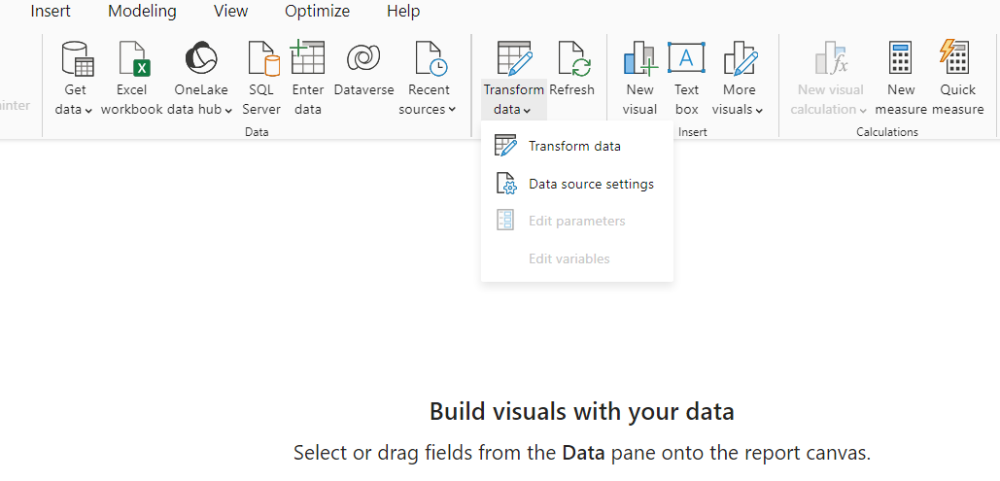 Insert Modeling View Optimize Help
Get data
Excel workbook
OneLake data hub
SQL Server
Enter data
Dataverse
Recent sources
Data
Transform data
Refresh
New visual
Text box
More visuals
Insert
New visual calculation
New measure
Quick measure
Calculations
Transform data
Data source settings
Edit parameters
Edit variables
Build visuals with your data
Select or drag fields from the Data pane onto the report canvas.